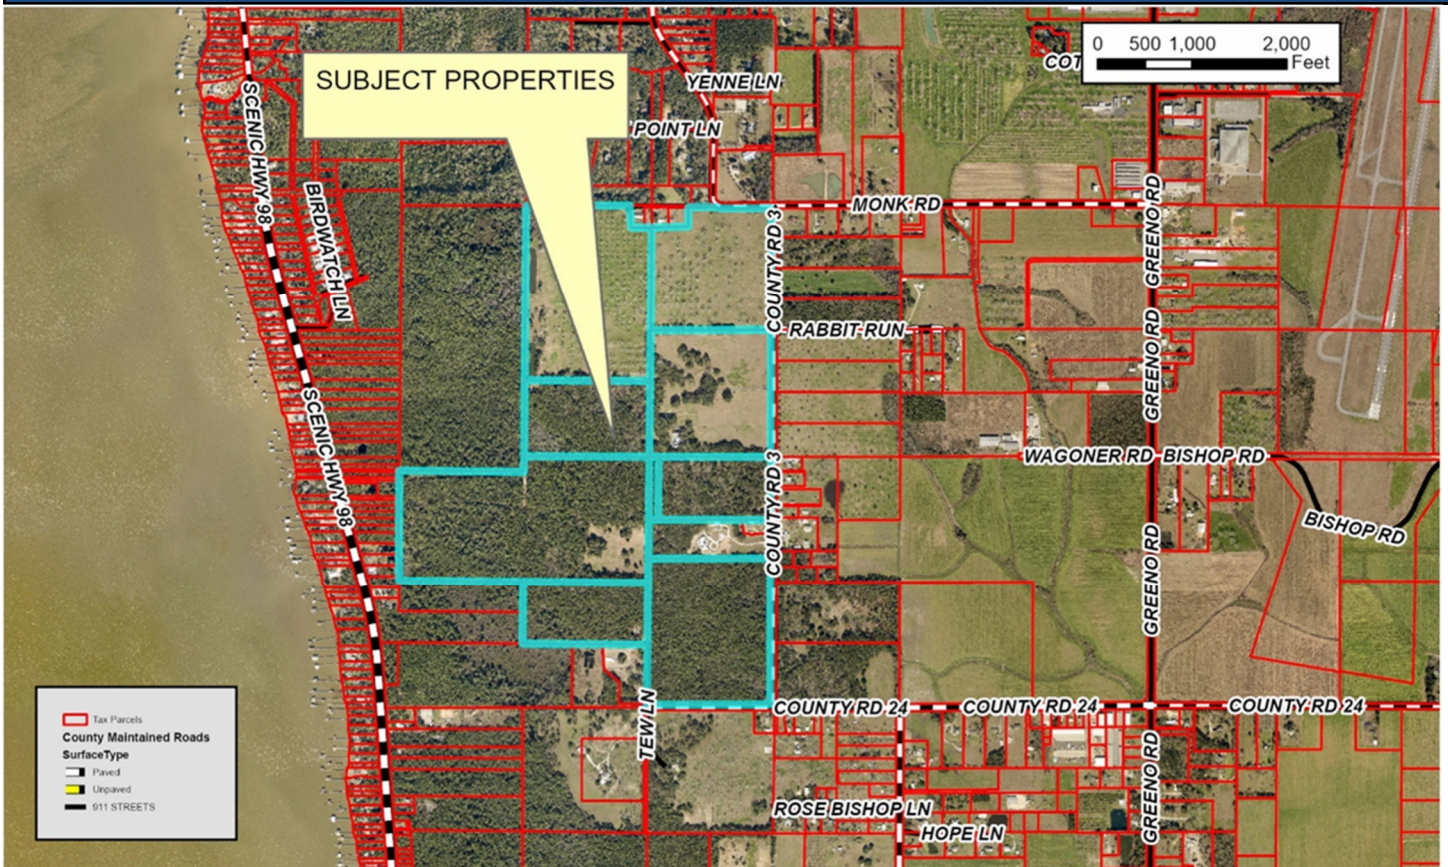 0 500 1,000 2,000
Feet
COT
SUBJECT PROPERTIES
YENNE LN
POINT LN
SCENIC HWY 98
BIRDWATCH LN
MONK RD
COUNTY RD 3
GREENO RD
RABBIT RUN
GREENO RD
SCENIC HWY 98
COUNTY RD 3
WAGONER RD
BISHOP RD
BISHOP RD
GREENO RD
TEW LN
COUNTY RD 24
COUNTY RD 24
COUNTY RD 24
GREENO RD
ROSE BISHOP LN
HOPE LN
Tax Parcels
County Maintained Roads
SurfaceType
Paved
Unpaved
911 STREETS